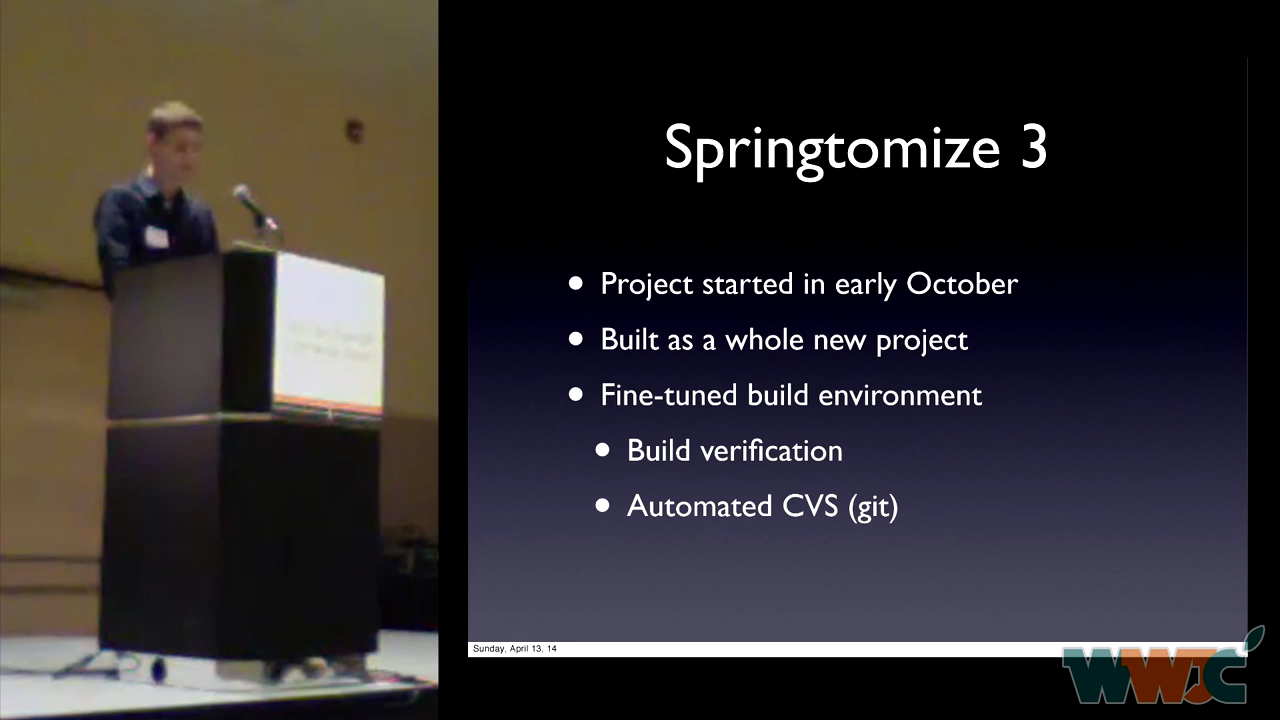 Springtomize 3
• Project started in early October
• Built as a whole new project
• Fine-tuned build environment
• Build verification
• Automated CVS (git)
Sunday, April 13, 14
WWJC